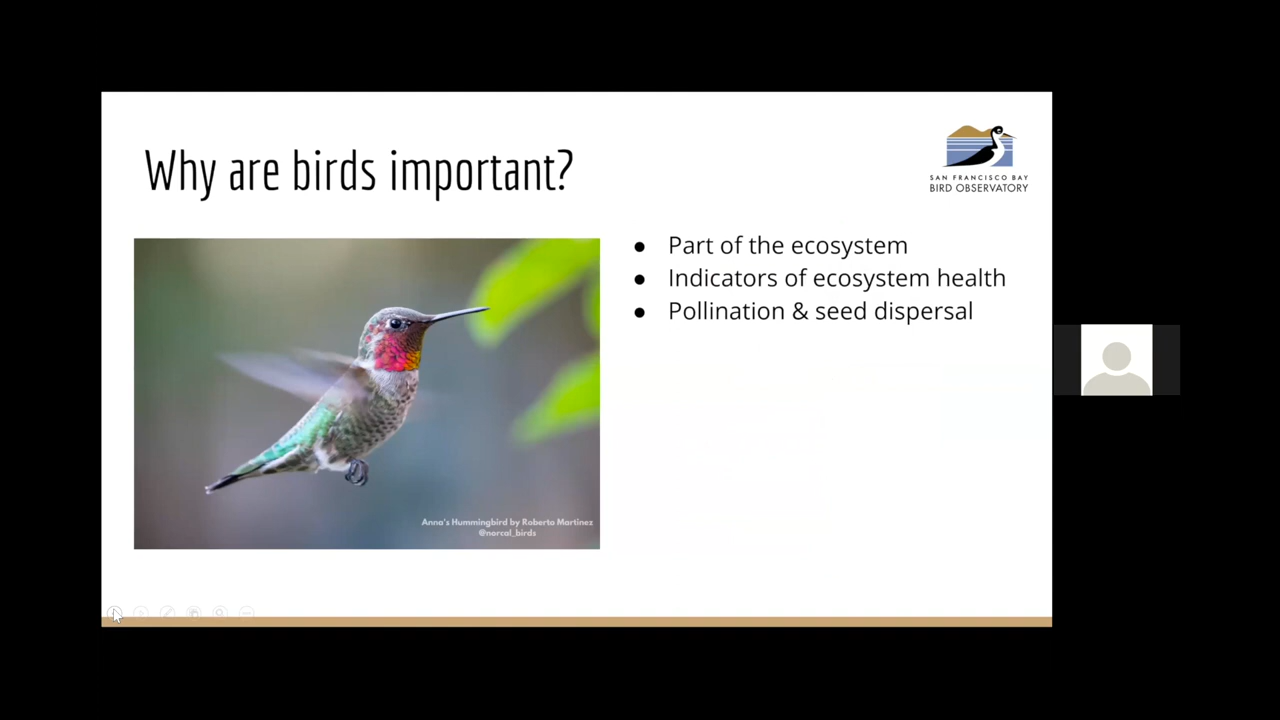 Why are birds important?
SAN FRANCISCO BAY
BIRD OBSERVATORY
● Part of the ecosystem
● Indicators of ecosystem health
● Pollination & seed dispersal
Anna's Hummingbird by Roberto Martinez
@norcal_birds